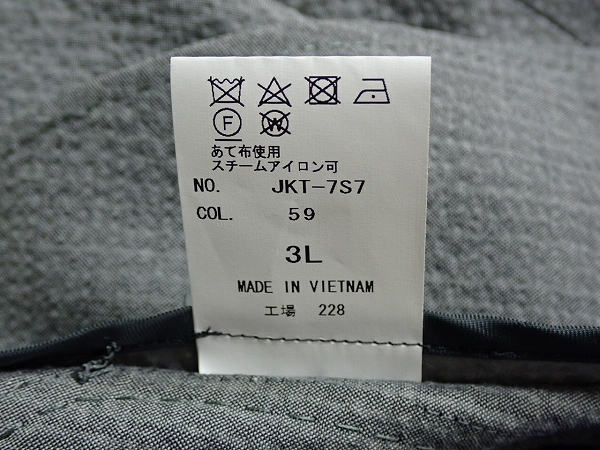 F
W
あて布使用
スチームアイロン可
NO. JKT-7S7
COL. 59
3L
MADE IN VIETNAM
工場 228